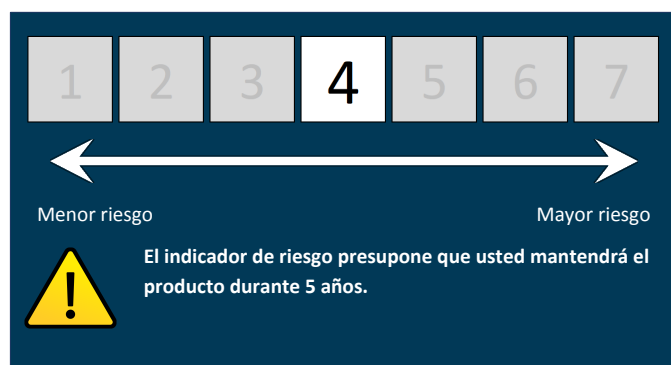 1 2 3 4 5 6 7
Menor riesgo Mayor riesgo
El indicador de riesgo presupone que usted mantendrá el
producto durante 5 años.